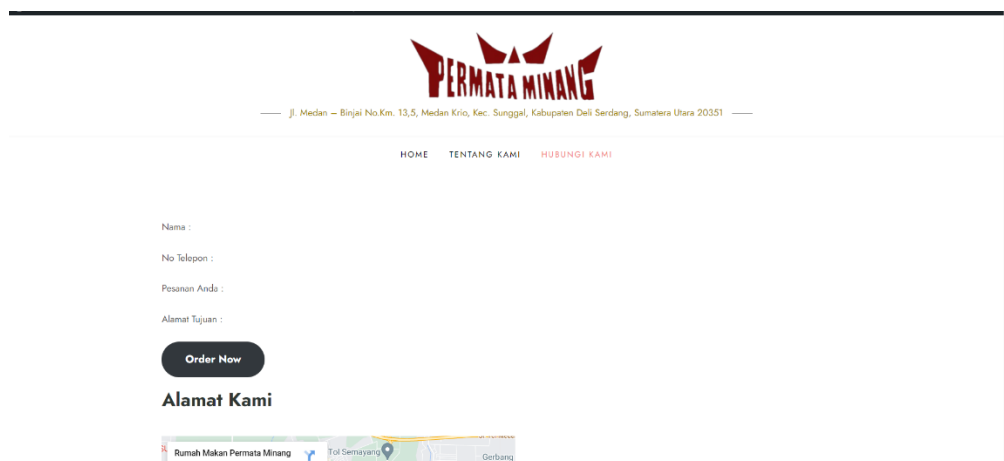 PERMATA MINANG
Jl. Medan – Binjai No.Km. 13,5, Medan Krio, Kec. Sunggal, Kabupaten Deli Serdang, Sumatera Utara 20351
HOME TENTANG KAMI HUBUNGI KAMI
Nama :
No Telepon :
Pesanan Anda :
Alamat Tujuan :
Order Now
Alamat Kami
Rumah Makan Permata Minang
Tol Semayang
Gerbang